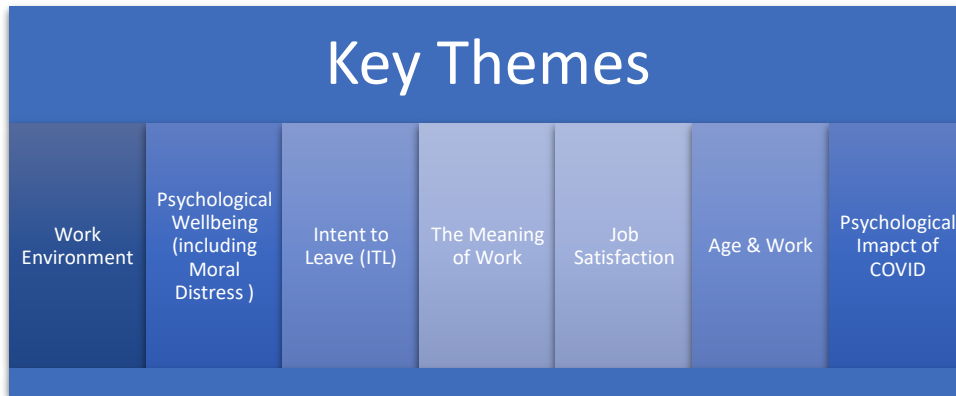 Key Themes
Work
Environment
Psychological
Wellbeing
(including
Moral
Distress )
Intent to
Leave (ITL)
The Meaning
of Work
Job
Satisfaction
Age & Work
Psychological
Imapct of
COVID